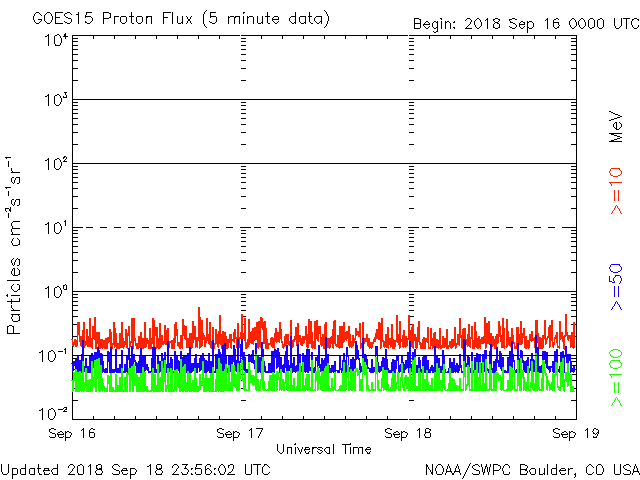 GOES15 Proton Flux (5 minute data)
Begin: 2018 Sep 16 0000 UTC
Particles cm⁻²s⁻¹sr⁻¹
10⁴
10³
10²
10¹
10⁰
10⁻¹
10⁻²
MeV
>=10
>=50
>=100
Sep 16
Sep 17
Sep 18
Sep 19
Universal Time
Updated 2018 Sep 18 23:56:02 UTC
NOAA/SWPC Boulder, CO USA